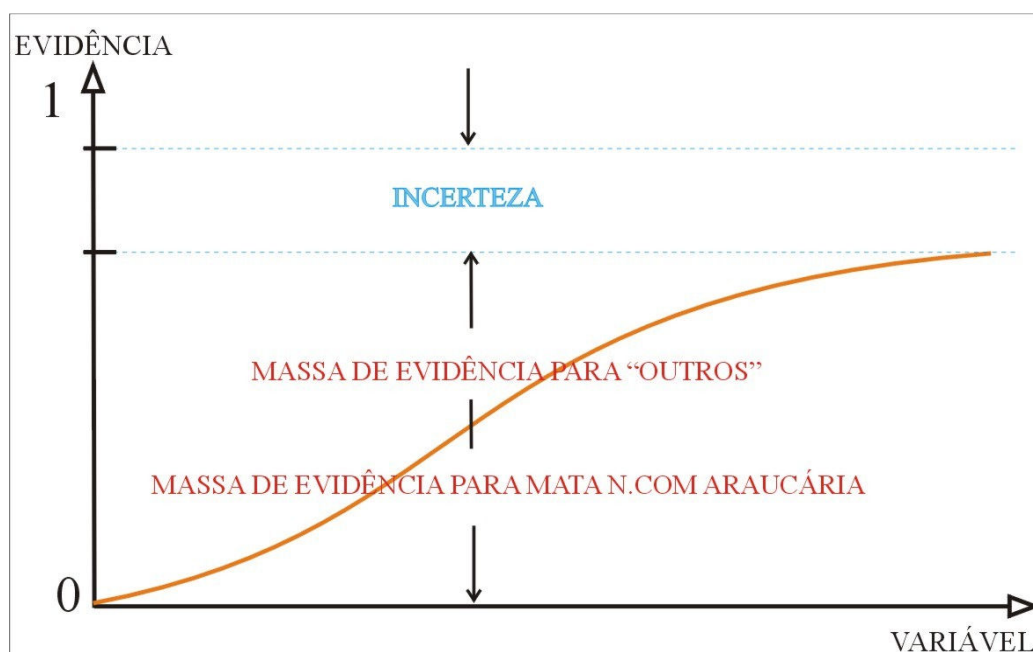 EVIDÊNCIA
1
INCERTEZA
MASSA DE EVIDÊNCIA PARA “OUTROS”
MASSA DE EVIDÊNCIA PARA MATA N.COM ARAUCÁRIA
0
VARIÁVEL